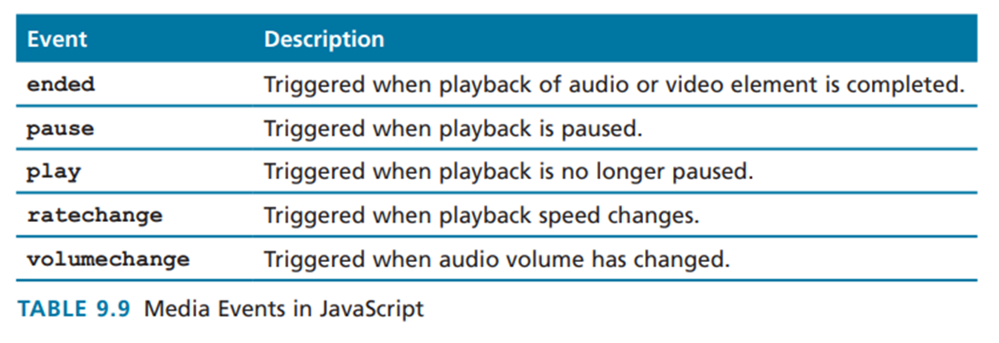 Event Description
ended Triggered when playback of audio or video element is completed.
pause Triggered when playback is paused.
play Triggered when playback is no longer paused.
ratechange Triggered when playback speed changes.
volumechange Triggered when audio volume has changed.
TABLE 9.9 Media Events in JavaScript